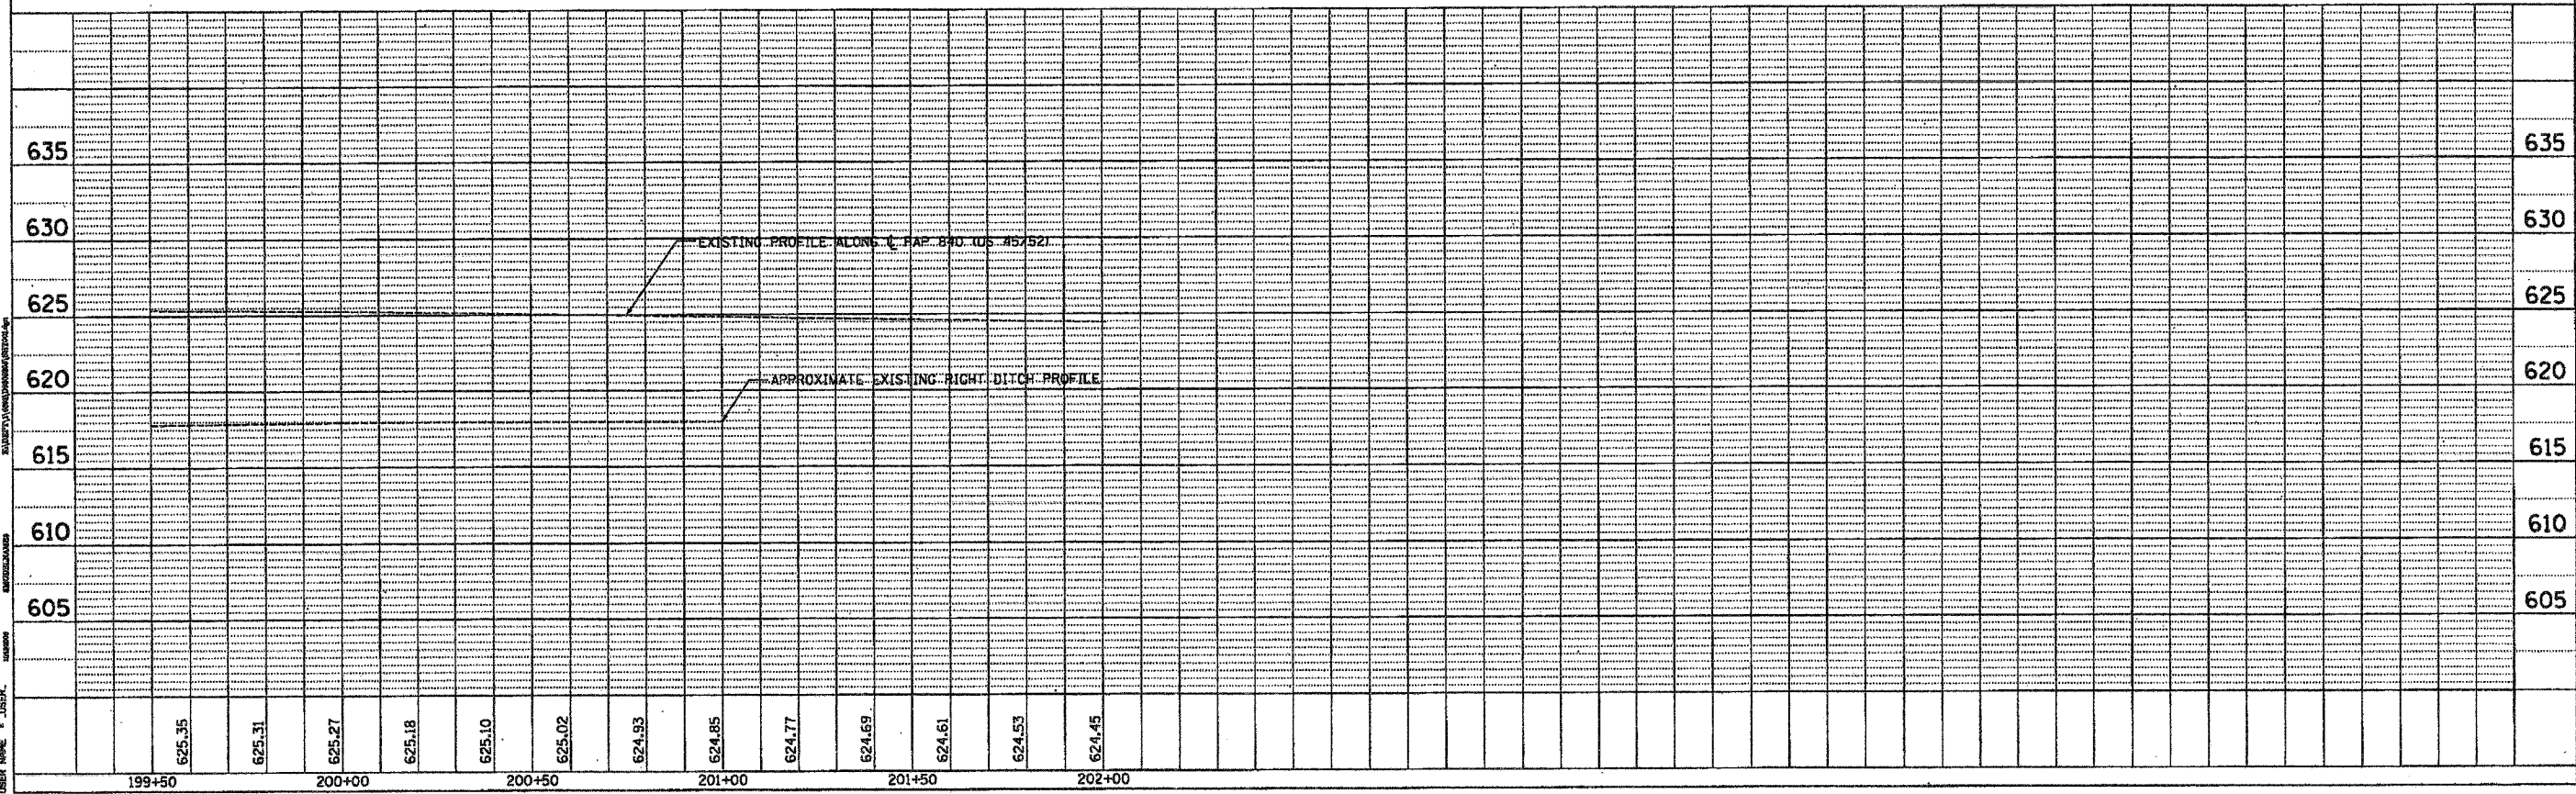 635 635
630 630
EXISTING PROFILE ALONG ℄ FAP 840 (US 45/52)
625 625
620 620
APPROXIMATE EXISTING RIGHT DITCH PROFILE
615 615
610 610
605 605
625.35 625.31 625.27 625.18 625.10 625.02 624.93 624.85 624.77 624.69 624.61 624.53 624.45
199+50 200+00 200+50 201+00 201+50 202+00
USER NAME = _USER_